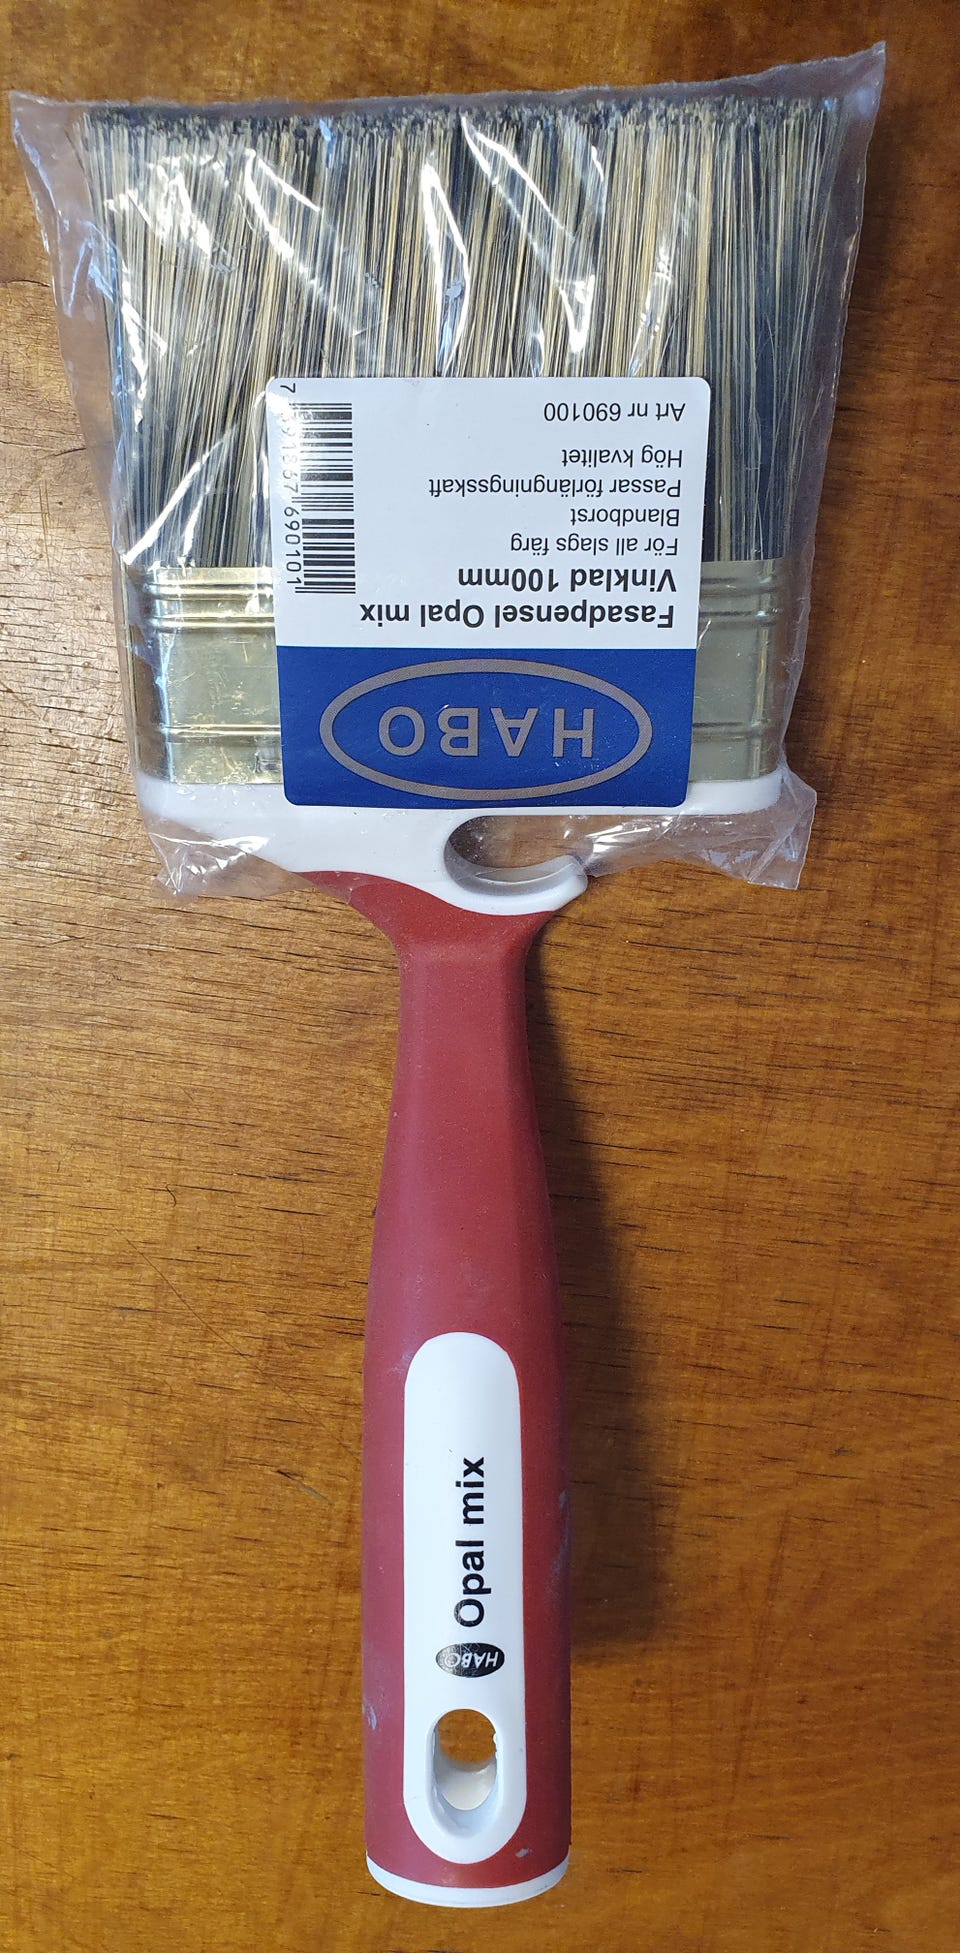 HABO
Fasadpensel Opal mix
Vinklad 100mm
För all slags färg
Blandborst
Passar förlängningsskaft
Hög kvalitet
Art nr 690100
690101
HABO Opal mix